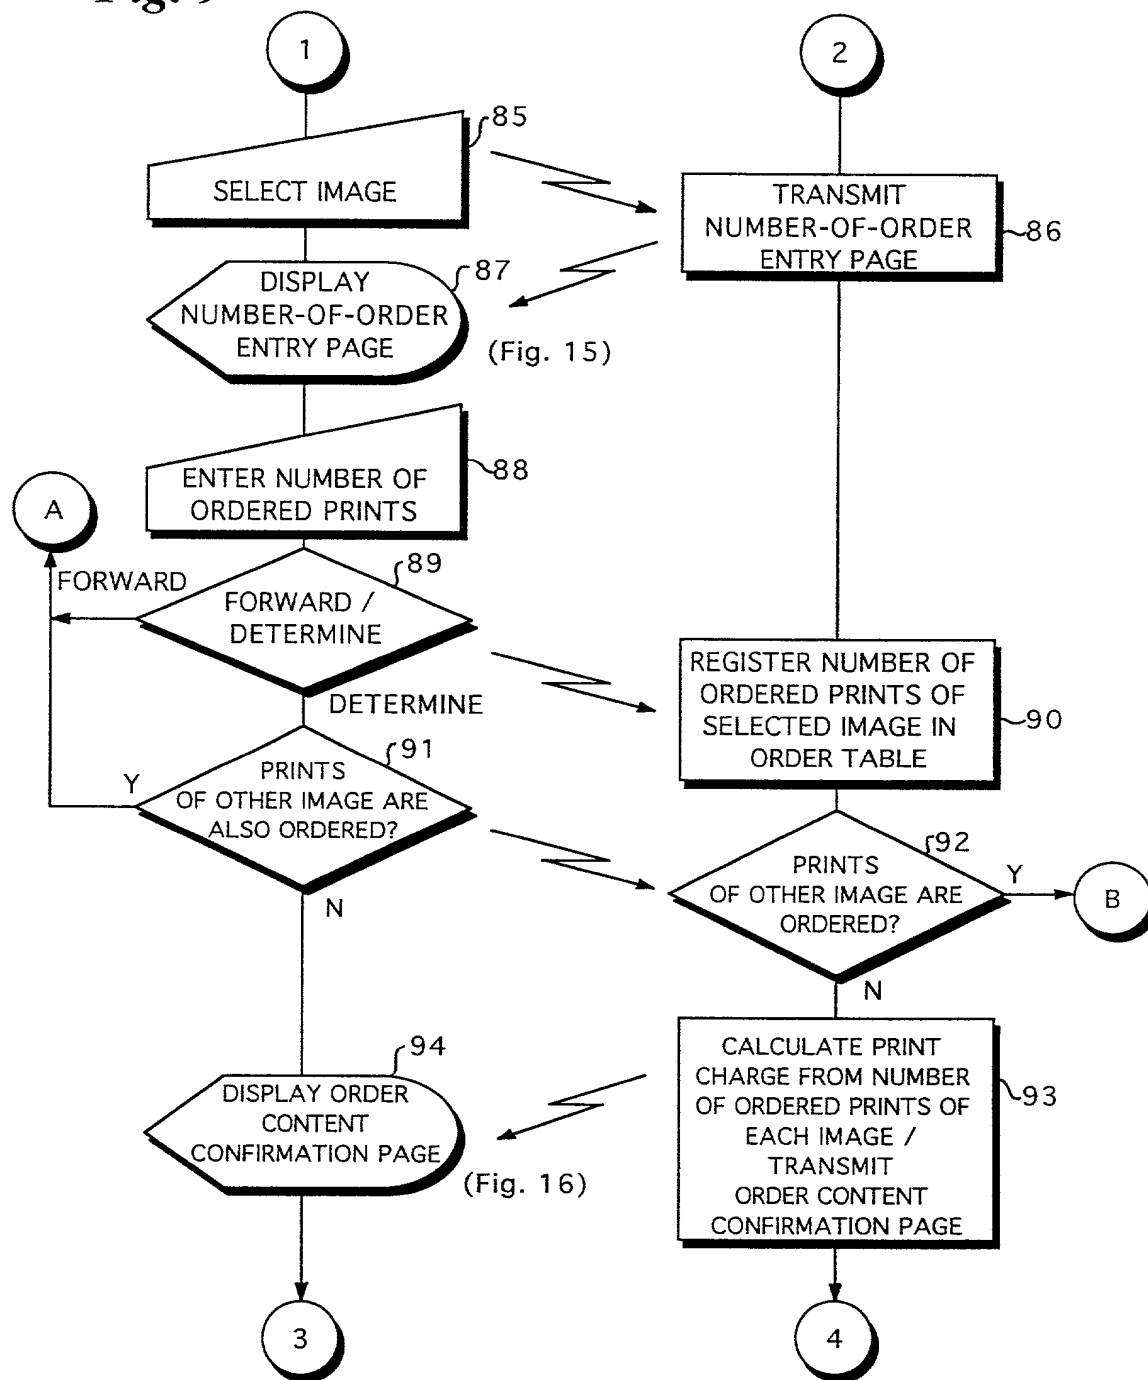 1
2
85
SELECT IMAGE
TRANSMIT
NUMBER-OF-ORDER
ENTRY PAGE
86
87
DISPLAY
NUMBER-OF-ORDER
ENTRY PAGE
(Fig. 15)
88
ENTER NUMBER OF
ORDERED PRINTS
A
FORWARD
89
FORWARD /
DETERMINE
DETERMINE
REGISTER NUMBER OF
ORDERED PRINTS OF
SELECTED IMAGE IN
ORDER TABLE
90
91
Y
PRINTS
OF OTHER IMAGE ARE
ALSO ORDERED?
N
92
PRINTS
OF OTHER IMAGE ARE
ORDERED?
Y
B
N
94
DISPLAY ORDER
CONTENT
CONFIRMATION PAGE
(Fig. 16)
CALCULATE PRINT
CHARGE FROM NUMBER
OF ORDERED PRINTS OF
EACH IMAGE /
TRANSMIT
ORDER CONTENT
CONFIRMATION PAGE
93
3
4